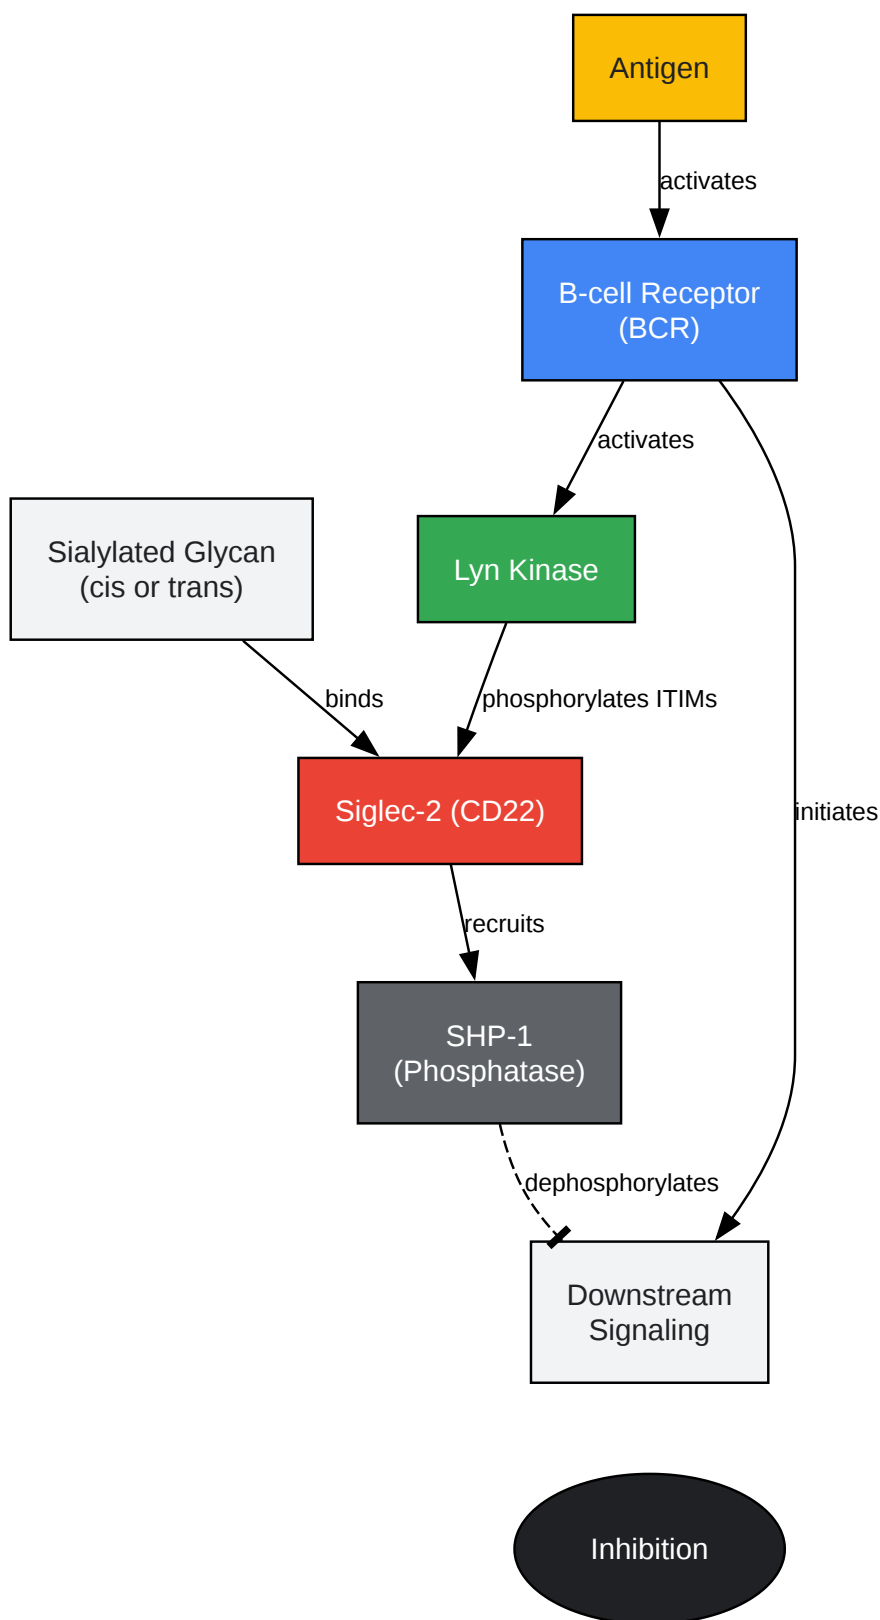 Antigen
activates
B-cell Receptor
(BCR)
activates
Sialylated Glycan
(cis or trans)
Lyn Kinase
binds
phosphorylates ITIMs
Siglec-2 (CD22)
initiates
recruits
SHP-1
(Phosphatase)
dephosphorylates
Downstream
Signaling
Inhibition